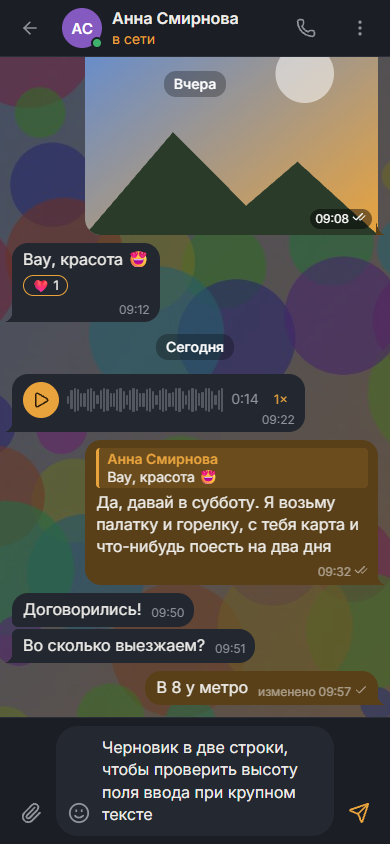 АС
Анна Смирнова
в сети
Вчера
09:08
Вау, красота 😍
❤️ 1
09:12
Сегодня
0:14 1×
09:22
Анна Смирнова
Вау, красота 😍
Да, давай в субботу. Я возьму
палатку и горелку, с тебя карта и
что-нибудь поесть на два дня
09:32
Договорились! 09:50
Во сколько выезжаем? 09:51
В 8 у метро изменено 09:57
Черновик в две строки,
чтобы проверить высоту
поля ввода при крупном
тексте